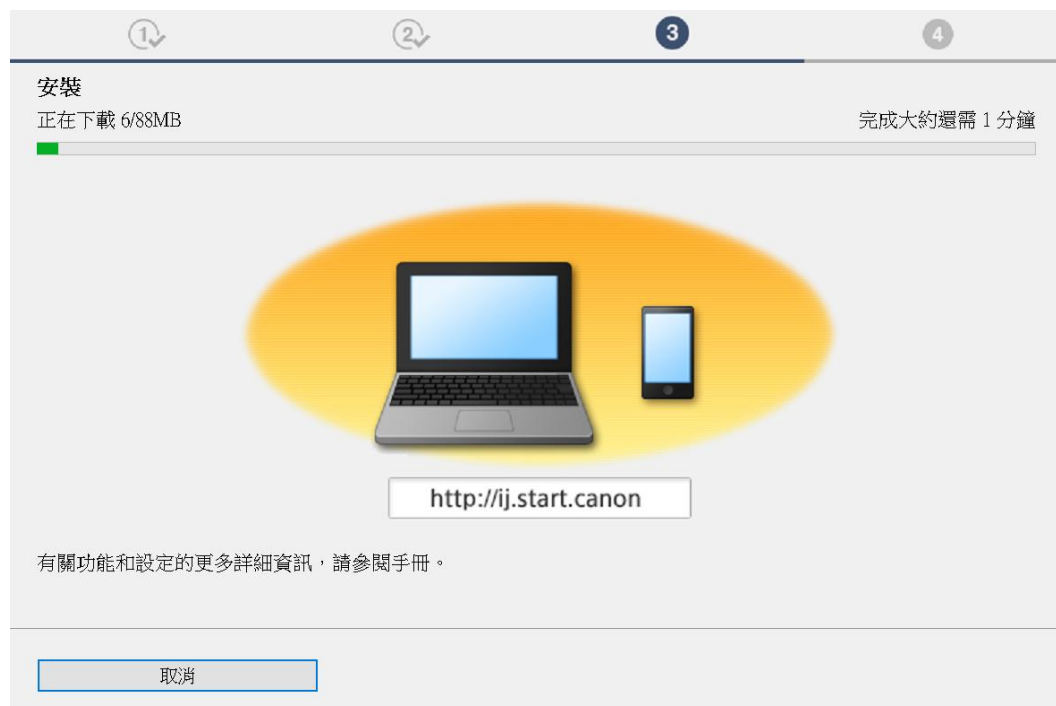 1
2
3
4
安裝
正在下載 6/88MB
完成大約還需 1 分鐘
http://ij.start.canon
有關功能和設定的更多詳細資訊，請參閱手冊。
取消